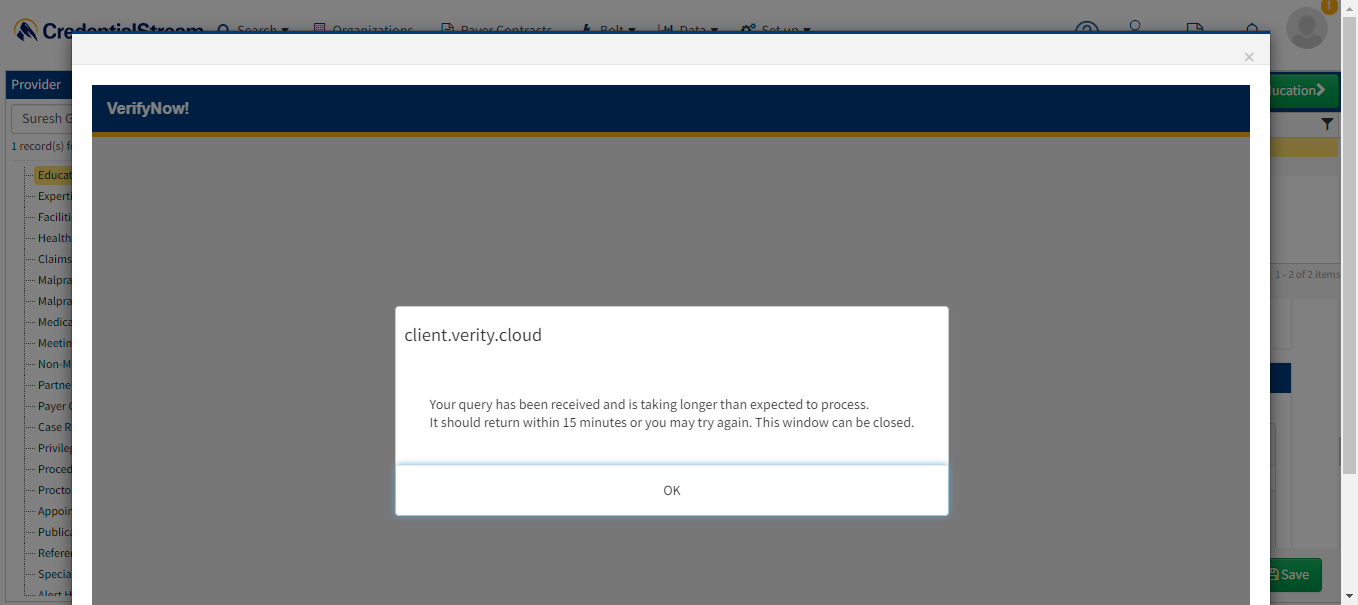 CredentialStream Search Organizations Payer Contracts Bolt Data Set up
!
×
Provider
VerifyNow!
ucation
Suresh G
1 record(s) f
Educat
Experti
Faciliti
Health
Claims
Malpra
1 - 2 of 2 items
Malpra
Medica
client.verity.cloud
Meetin
Non-M
Partne
Payer
Your query has been received and is taking longer than expected to process.
It should return within 15 minutes or you may try again. This window can be closed.
Case R
Privileg
Proced
Procto
OK
Appoin
Publica
Referen
Specia
Save
Alert H